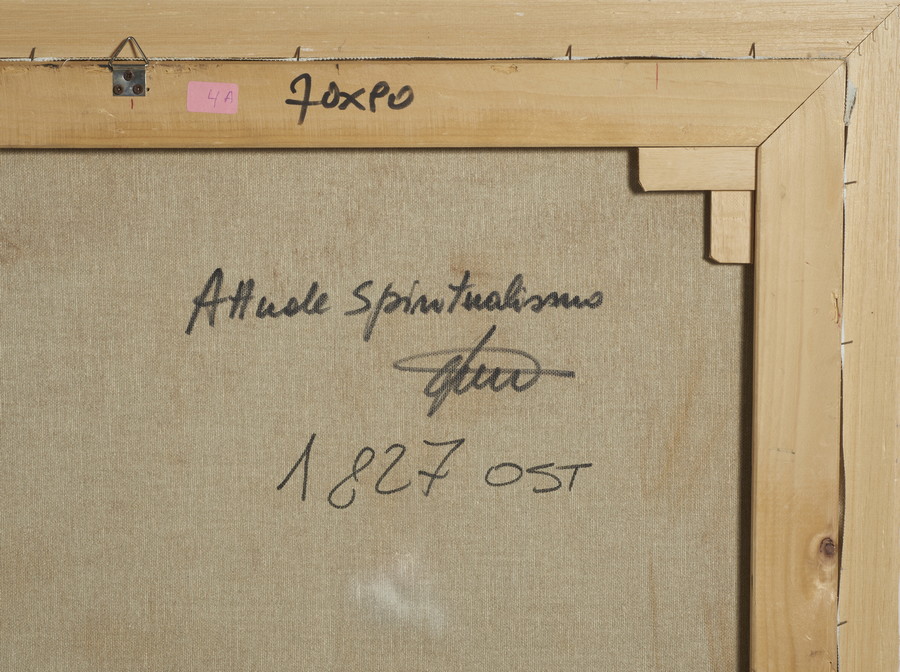 4A
70x90
Attuale Spiritualismo
1827 OST